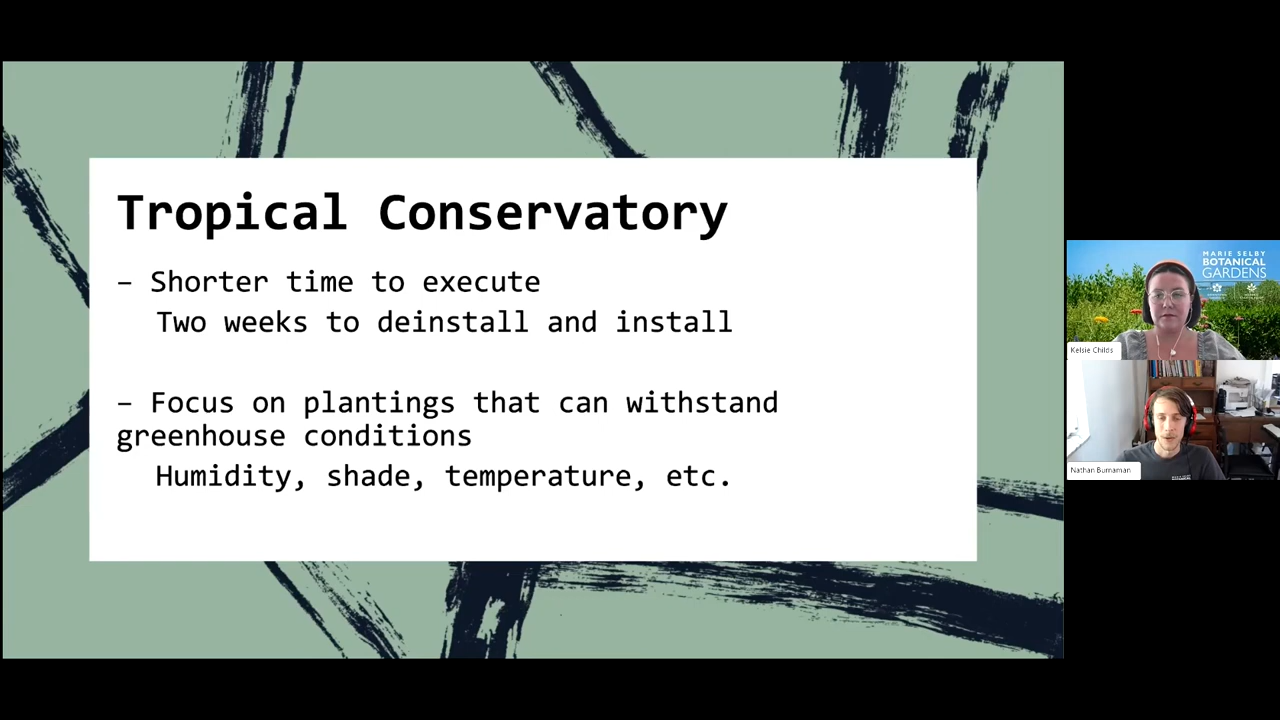 Tropical Conservatory
– Shorter time to execute
Two weeks to deinstall and install
– Focus on plantings that can withstand
greenhouse conditions
Humidity, shade, temperature, etc.
MARIE SELBY
BOTANICAL
GARDENS
Kelsie Childs
Nathan Burnaman